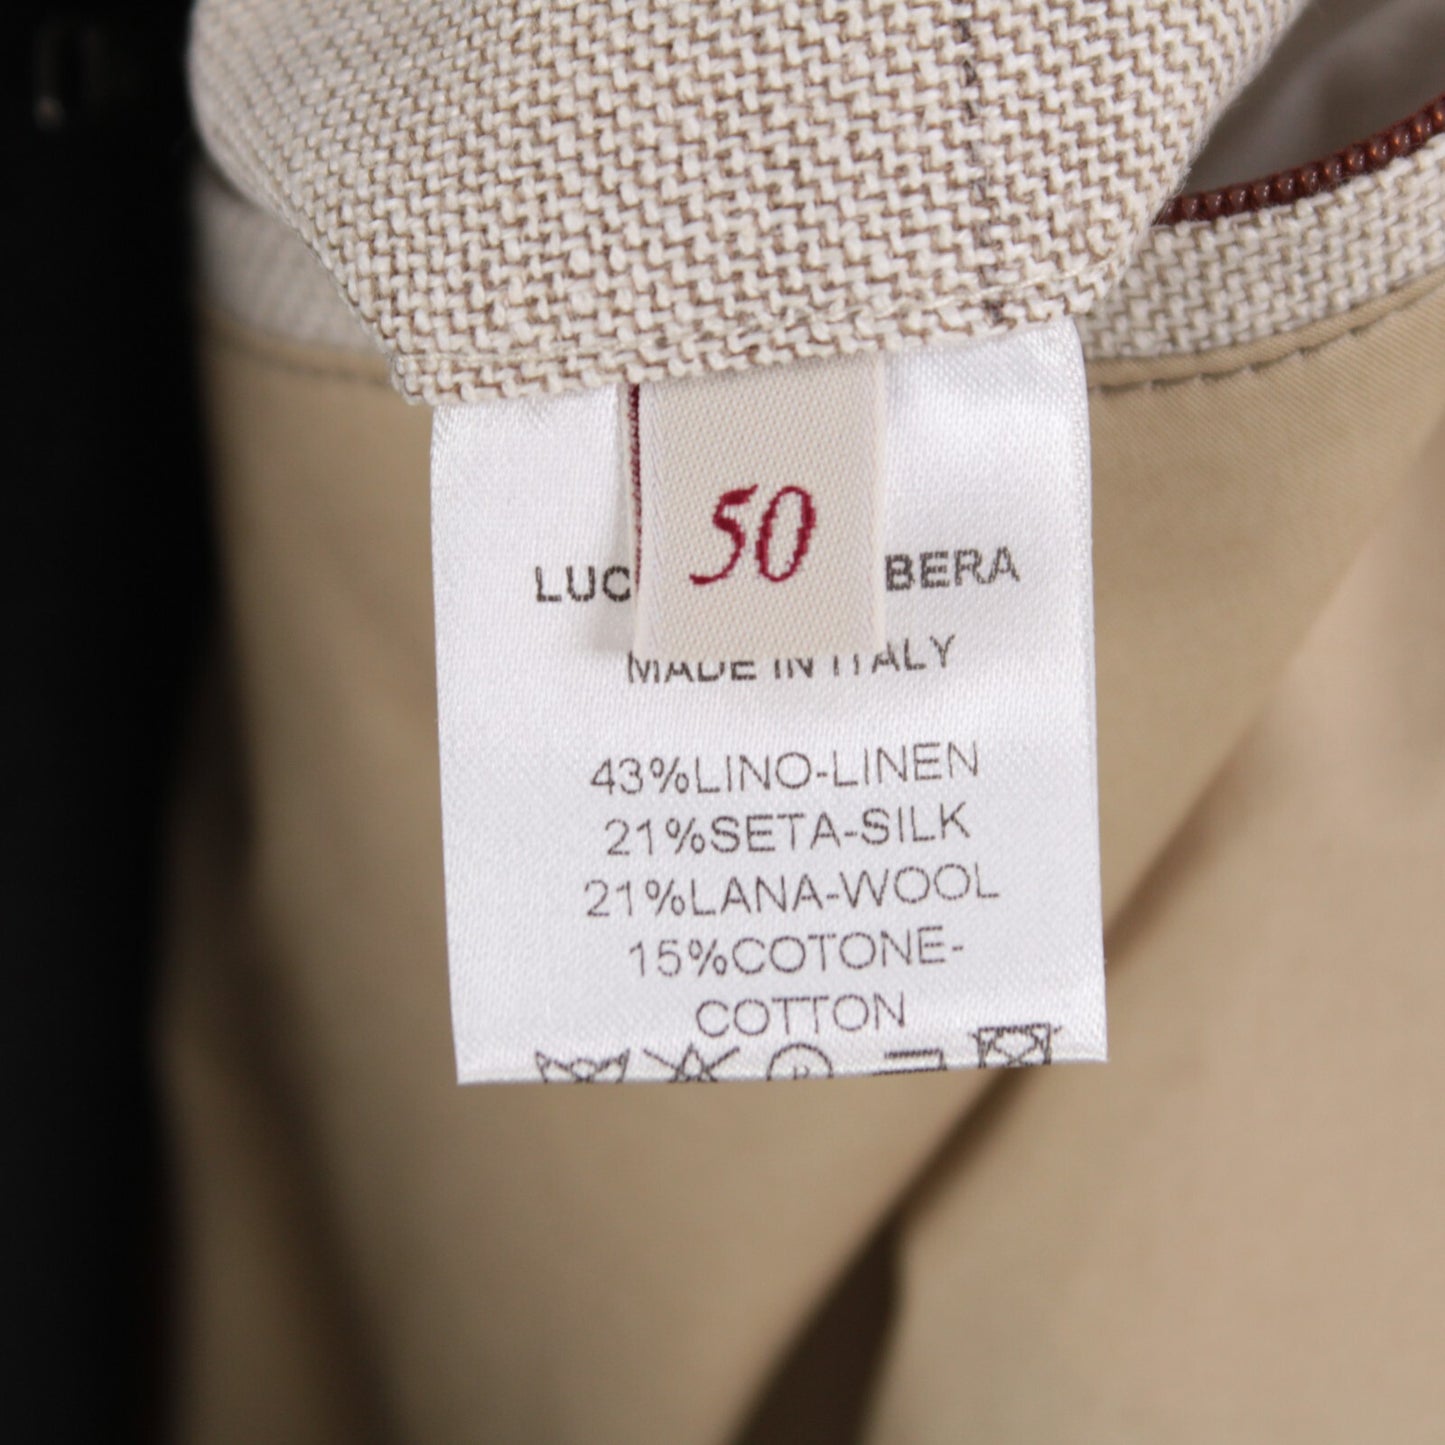 50
LUC BERA
MADE IN ITALY
43%LINO-LINEN
21%SETA-SILK
21%LANA-WOOL
15%COTONE-
COTTON